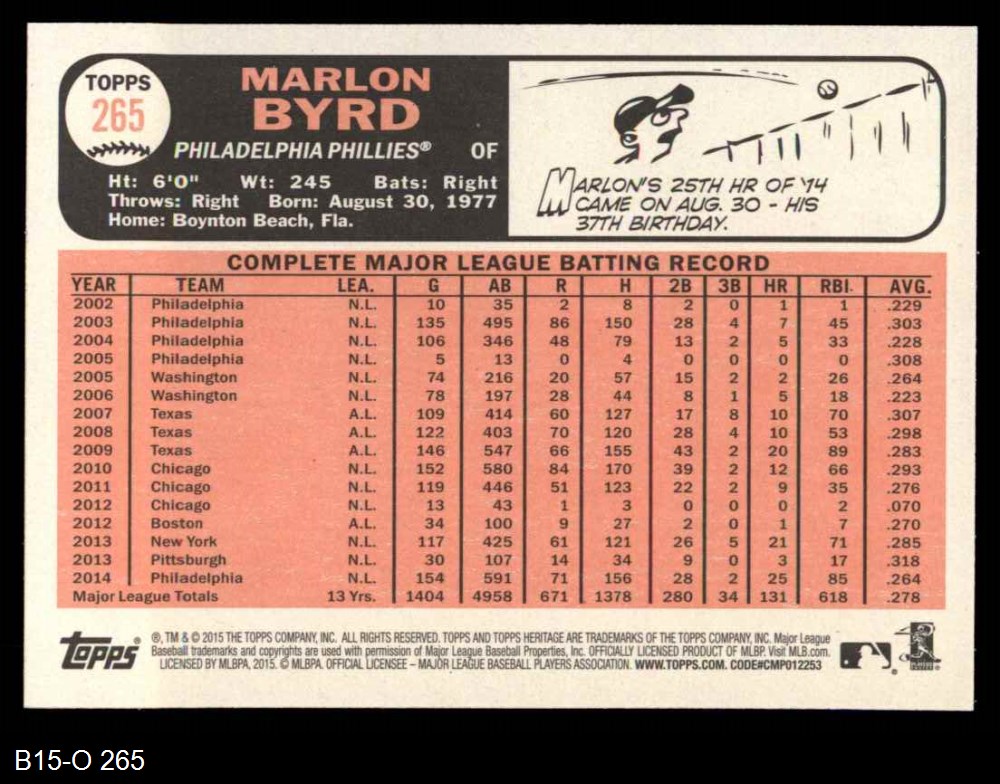 TOPPS
265
MARLON
BYRD
PHILADELPHIA PHILLIES® OF
Ht: 6'0" Wt: 245 Bats: Right
Throws: Right Born: August 30, 1977
Home: Boynton Beach, Fla.
MARLON'S 25TH HR OF '14
CAME ON AUG. 30 - HIS
37TH BIRTHDAY.
COMPLETE MAJOR LEAGUE BATTING RECORD
YEAR TEAM LEA. G AB R H 2B 3B HR RBI. AVG.
2002 Philadelphia N.L. 10 35 2 8 2 0 1 1 .229
2003 Philadelphia N.L. 135 495 86 150 28 4 7 45 .303
2004 Philadelphia N.L. 106 346 48 79 13 2 5 33 .228
2005 Philadelphia N.L. 5 13 0 4 0 0 0 0 .308
2005 Washington N.L. 74 216 20 57 15 2 2 26 .264
2006 Washington N.L. 78 197 28 44 8 1 5 18 .223
2007 Texas A.L. 109 414 60 127 17 8 10 70 .307
2008 Texas A.L. 122 403 70 120 28 4 10 53 .298
2009 Texas A.L. 146 547 66 155 43 2 20 89 .283
2010 Chicago N.L. 152 580 84 170 39 2 12 66 .293
2011 Chicago N.L. 119 446 51 123 22 2 9 35 .276
2012 Chicago N.L. 13 43 1 3 0 0 0 2 .070
2012 Boston A.L. 34 100 9 27 2 0 1 7 .270
2013 New York N.L. 117 425 61 121 26 5 21 71 .285
2013 Pittsburgh N.L. 30 107 14 34 9 0 3 17 .318
2014 Philadelphia N.L. 154 591 71 156 28 2 25 85 .264
Major League Totals 13 Yrs. 1404 4958 671 1378 280 34 131 618 .278
Topps®
®, TM & © 2015 THE TOPPS COMPANY, INC. ALL RIGHTS RESERVED. TOPPS AND TOPPS HERITAGE ARE TRADEMARKS OF THE TOPPS COMPANY, INC. Major League
Baseball trademarks and copyrights are used with permission of Major League Baseball Properties, Inc. OFFICIALLY LICENSED PRODUCT OF MLBP. Visit MLB.com.
LICENSED BY MLBPA, 2015. © MLBPA. OFFICIAL LICENSEE – MAJOR LEAGUE BASEBALL PLAYERS ASSOCIATION. WWW.TOPPS.COM. CODE#CMP012253
B15-O 265